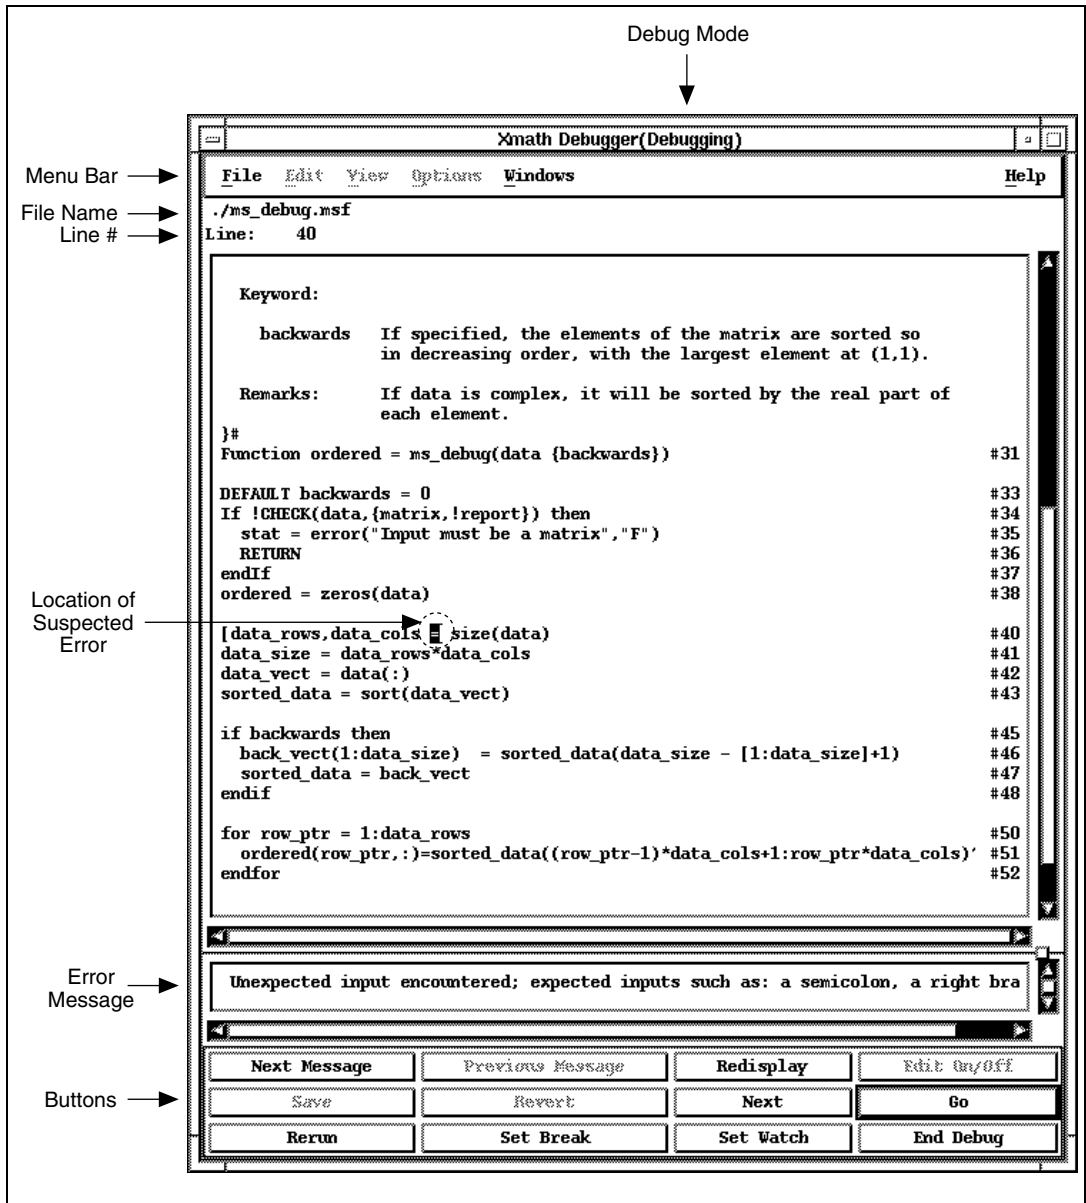 Debug Mode
Xmath Debugger(Debugging)
Menu Bar
File Edit View Options Windows Help
File Name
./ms_debug.msf
Line #
Line: 40
Keyword:
backwards If specified, the elements of the matrix are sorted so
in decreasing order, with the largest element at (1,1).
Remarks: If data is complex, it will be sorted by the real part of
each element.
}#
Function ordered = ms_debug(data {backwards}) #31
DEFAULT backwards = 0 #33
If !CHECK(data,{matrix,!report}) then #34
stat = error("Input must be a matrix","F") #35
RETURN #36
endIf #37
ordered = zeros(data) #38
Location of
Suspected
Error
[data_rows,data_cols = size(data) #40
data_size = data_rows*data_cols #41
data_vect = data(:) #42
sorted_data = sort(data_vect) #43
if backwards then #45
back_vect(1:data_size) = sorted_data(data_size - [1:data_size]+1) #46
sorted_data = back_vect #47
endif #48
for row_ptr = 1:data_rows #50
ordered(row_ptr,:)=sorted_data((row_ptr-1)*data_cols+1:row_ptr*data_cols)' #51
endfor #52
Error
Message
Unexpected input encountered; expected inputs such as: a semicolon, a right bra
Buttons
Next Message Previous Message Redisplay Edit On/Off
Save Revert Next Go
Rerun Set Break Set Watch End Debug